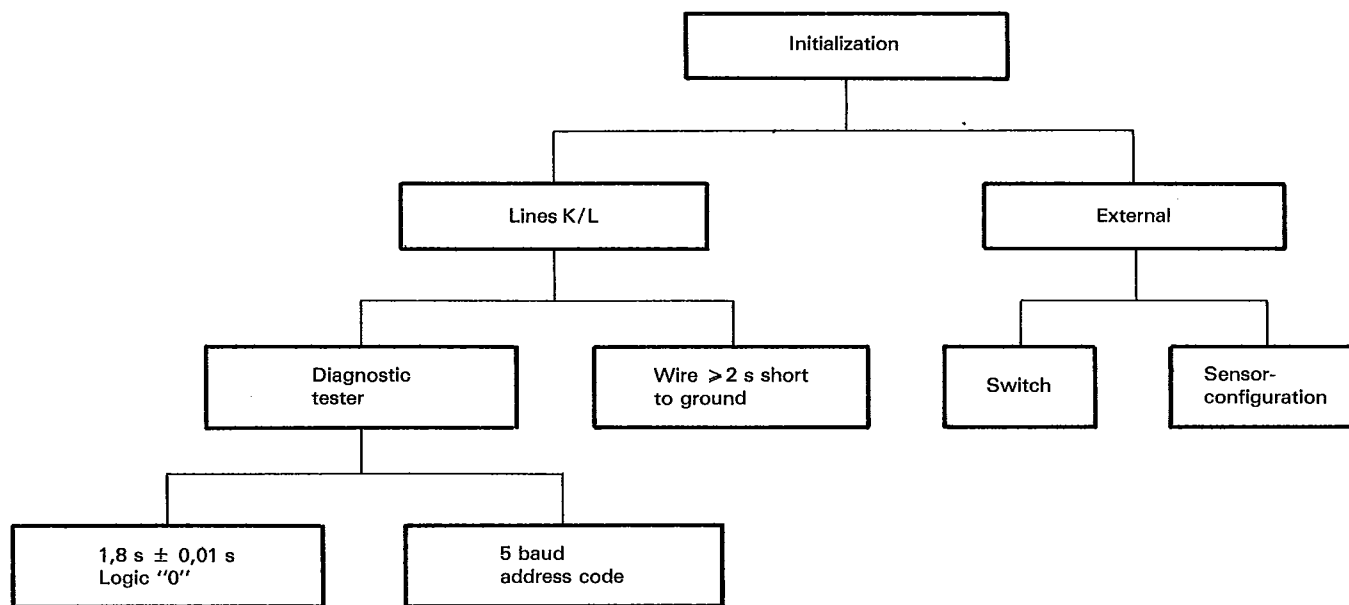 Initialization
Lines K/L
External
Diagnostic
tester
Wire ⩾ 2 s short
to ground
Switch
Sensor-
configuration
1,8 s ± 0,01 s
Logic "0"
5 baud
address code